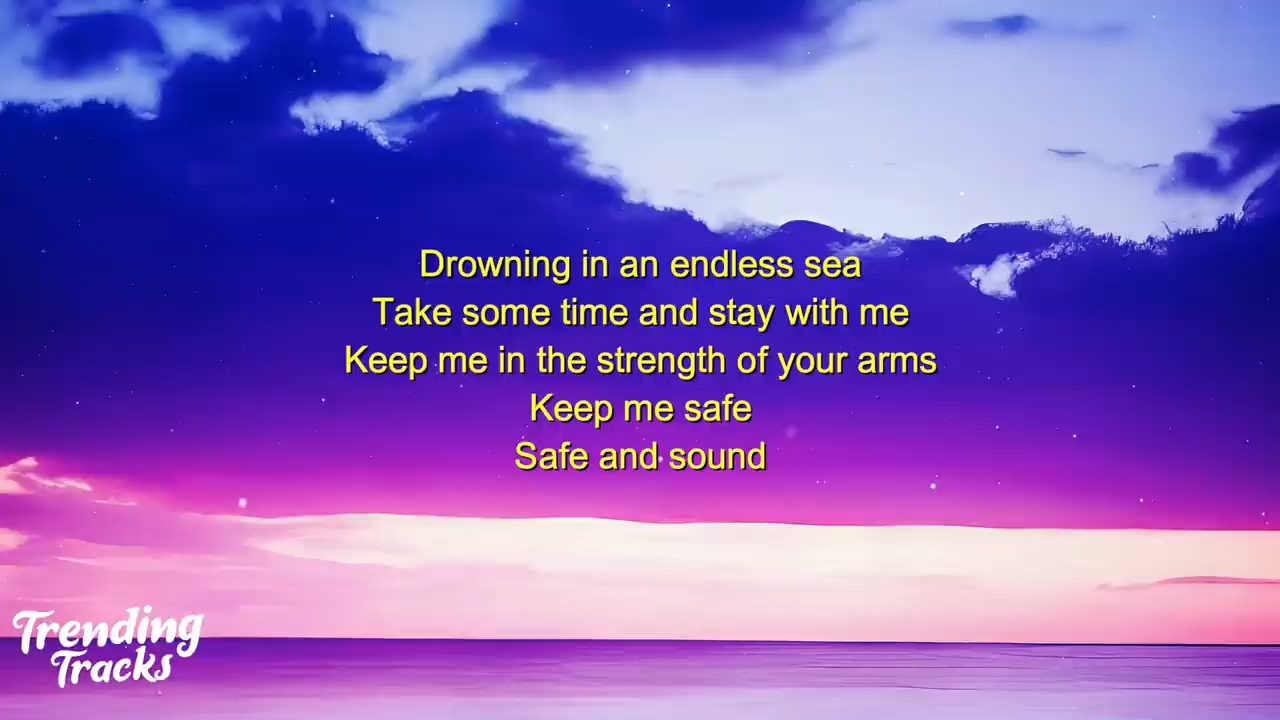 Drowning in an endless sea
Take some time and stay with me
Keep me in the strength of your arms
Keep me safe
Safe and sound
Trending
Tracks